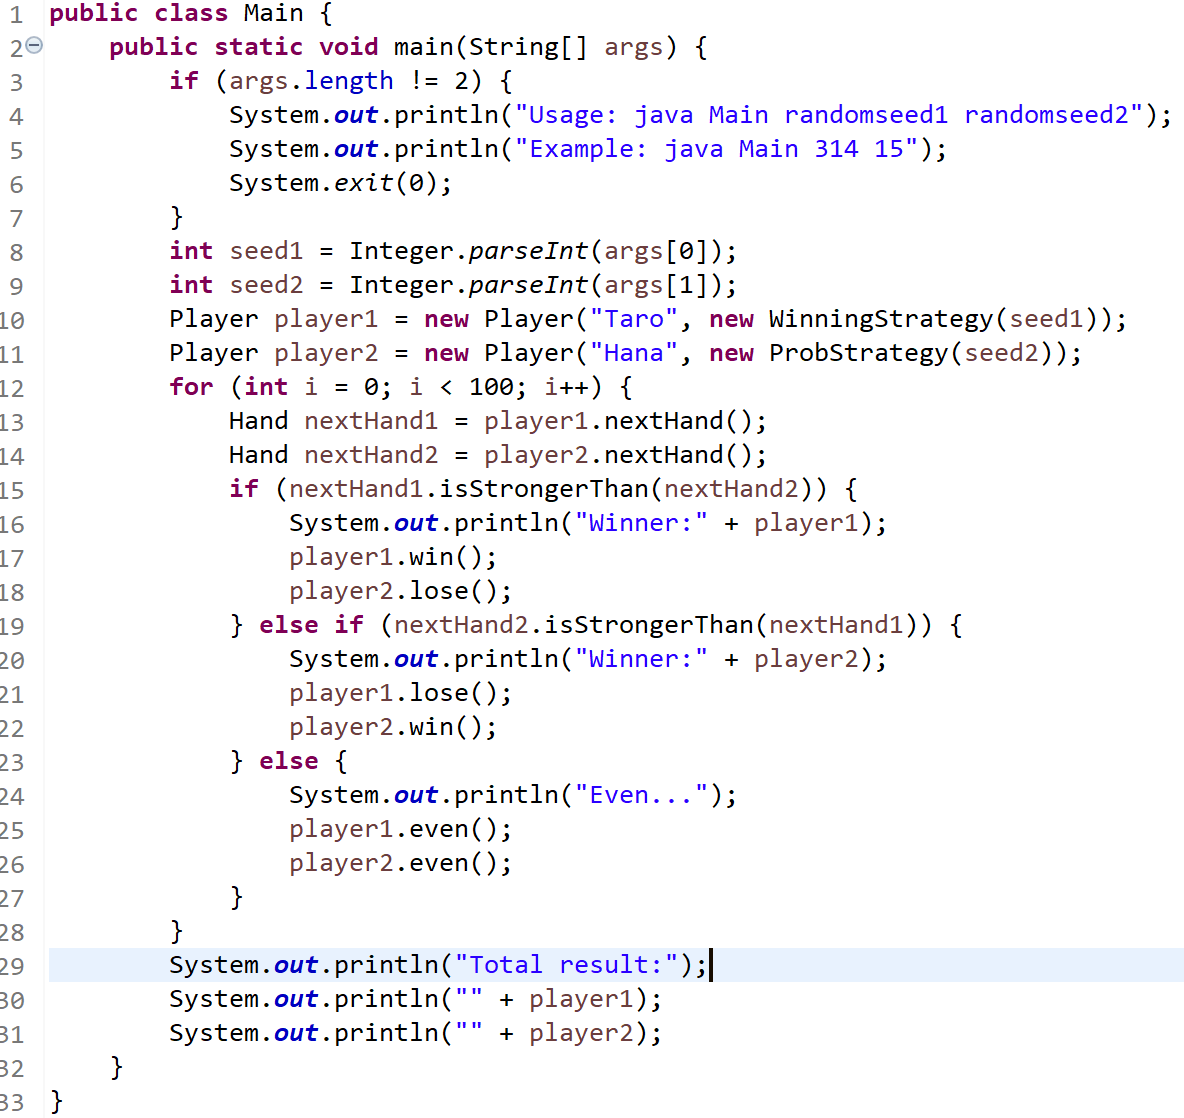 1 public class Main {
2 public static void main(String[] args) {
3 if (args.length != 2) {
4 System.out.println("Usage: java Main randomseed1 randomseed2");
5 System.out.println("Example: java Main 314 15");
6 System.exit(0);
7 }
8 int seed1 = Integer.parseInt(args[0]);
9 int seed2 = Integer.parseInt(args[1]);
10 Player player1 = new Player("Taro", new WinningStrategy(seed1));
11 Player player2 = new Player("Hana", new ProbStrategy(seed2));
12 for (int i = 0; i < 100; i++) {
13 Hand nextHand1 = player1.nextHand();
14 Hand nextHand2 = player2.nextHand();
15 if (nextHand1.isStrongerThan(nextHand2)) {
16 System.out.println("Winner:" + player1);
17 player1.win();
18 player2.lose();
19 } else if (nextHand2.isStrongerThan(nextHand1)) {
20 System.out.println("Winner:" + player2);
21 player1.lose();
22 player2.win();
23 } else {
24 System.out.println("Even...");
25 player1.even();
26 player2.even();
27 }
28 }
29 System.out.println("Total result:");
30 System.out.println("" + player1);
31 System.out.println("" + player2);
32 }
33 }